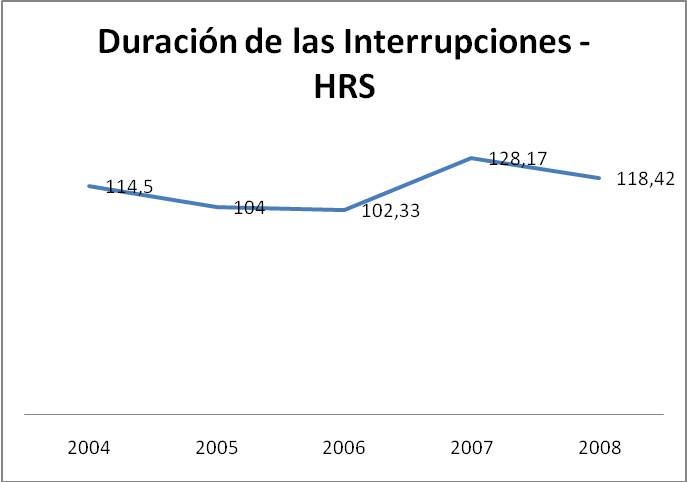 Duración de las Interrupciones -
HRS
128,17
118,42
114,5
104
102,33
2004 2005 2006 2007 2008